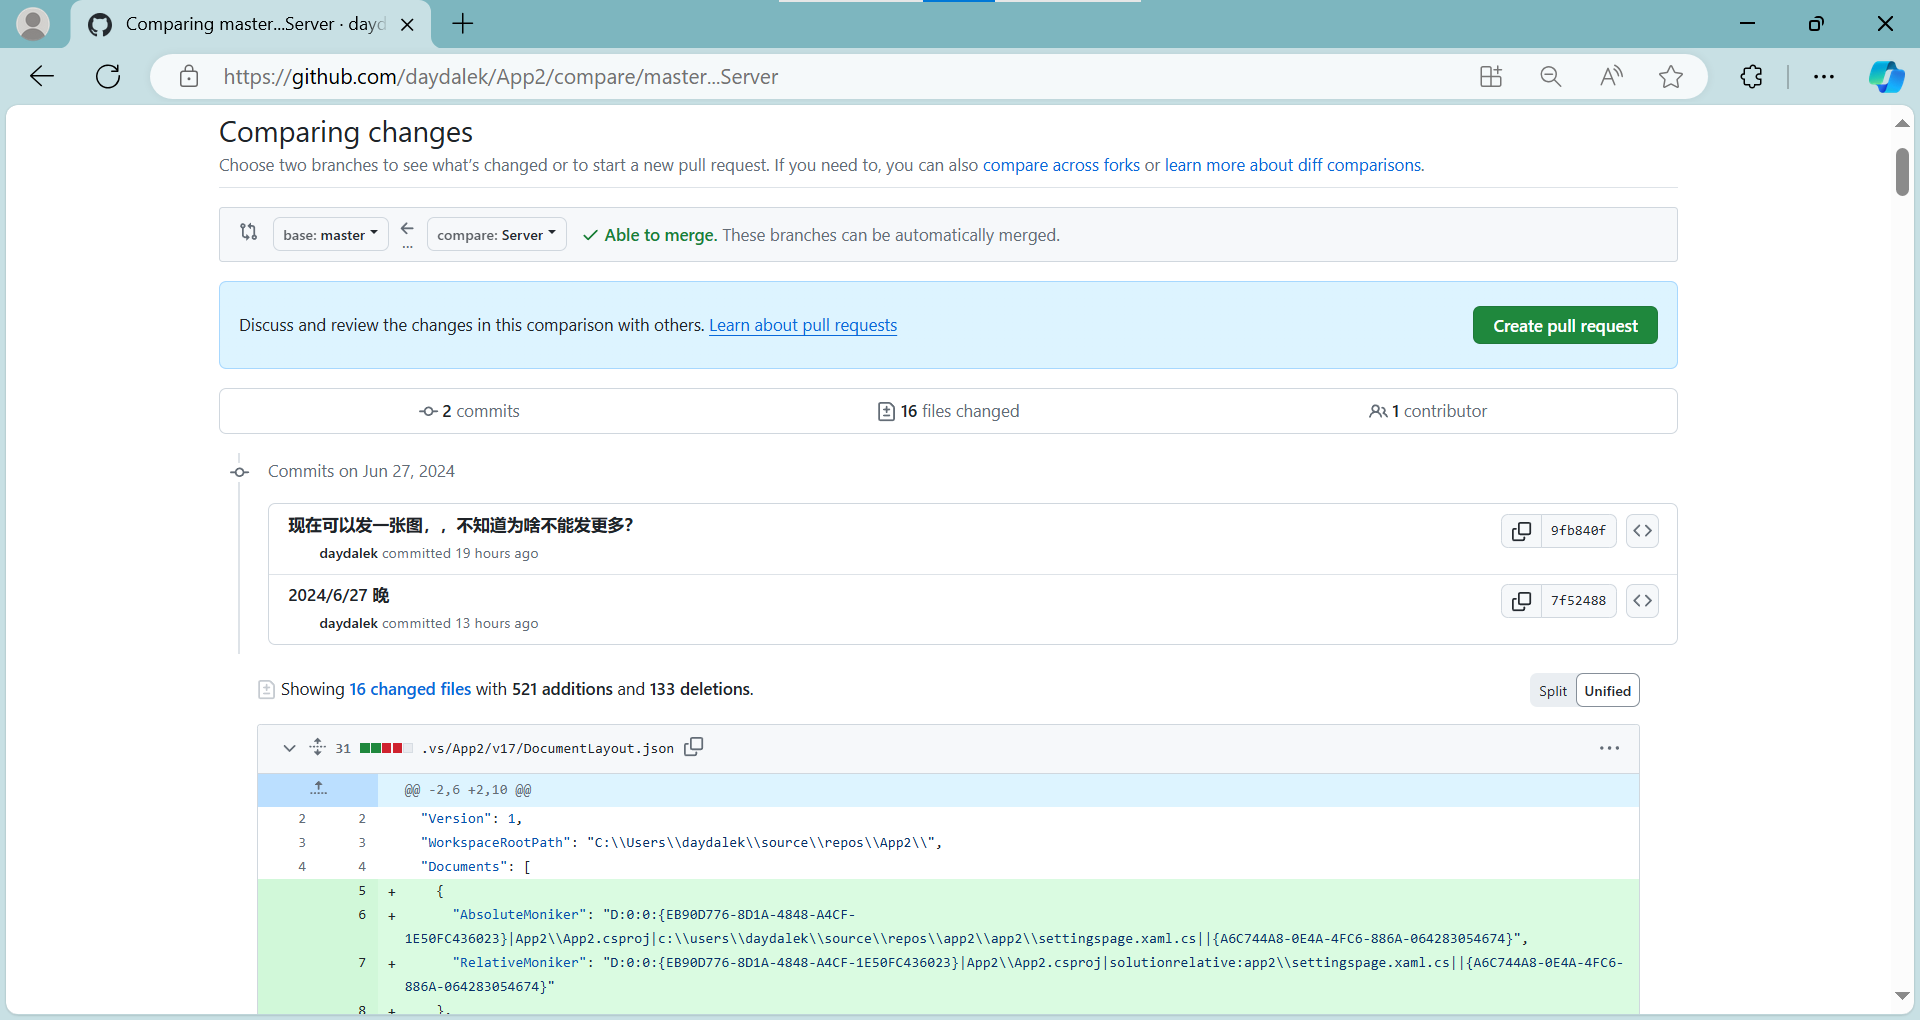 Comparing master...Server · dayd
https://github.com/daydalek/App2/compare/master...Server
Comparing changes
Choose two branches to see what's changed or to start a new pull request. If you need to, you can also compare across forks or learn more about diff comparisons.
base: master ... compare: Server Able to merge. These branches can be automatically merged.
Discuss and review the changes in this comparison with others. Learn about pull requests
Create pull request
2 commits 16 files changed 1 contributor
Commits on Jun 27, 2024
现在可以发一张图，，不知道为啥不能发更多？
9fb840f
daydalek committed 19 hours ago
2024/6/27 晚
7f52488
daydalek committed 13 hours ago
Showing 16 changed files with 521 additions and 133 deletions.
Split Unified
31 .vs/App2/v17/DocumentLayout.json
@@ -2,6 +2,10 @@
2 2 "Version": 1,
3 3 "WorkspaceRootPath": "C:\\Users\\daydalek\\source\\repos\\App2\\",
4 4 "Documents": [
5 + {
6 + "AbsoluteMoniker": "D:0:0:{EB90D776-8D1A-4848-A4CF-
1E50FC436023}|App2\\App2.csproj|c:\\users\\daydalek\\source\\repos\\app2\\app2\\settingspage.xaml.cs||{A6C744A8-0E4A-4FC6-886A-064283054674}",
7 + "RelativeMoniker": "D:0:0:{EB90D776-8D1A-4848-A4CF-1E50FC436023}|App2\\App2.csproj|solutionrelative:app2\\settingspage.xaml.cs||{A6C744A8-0E4A-4FC6-
886A-064283054674}"
8 + },